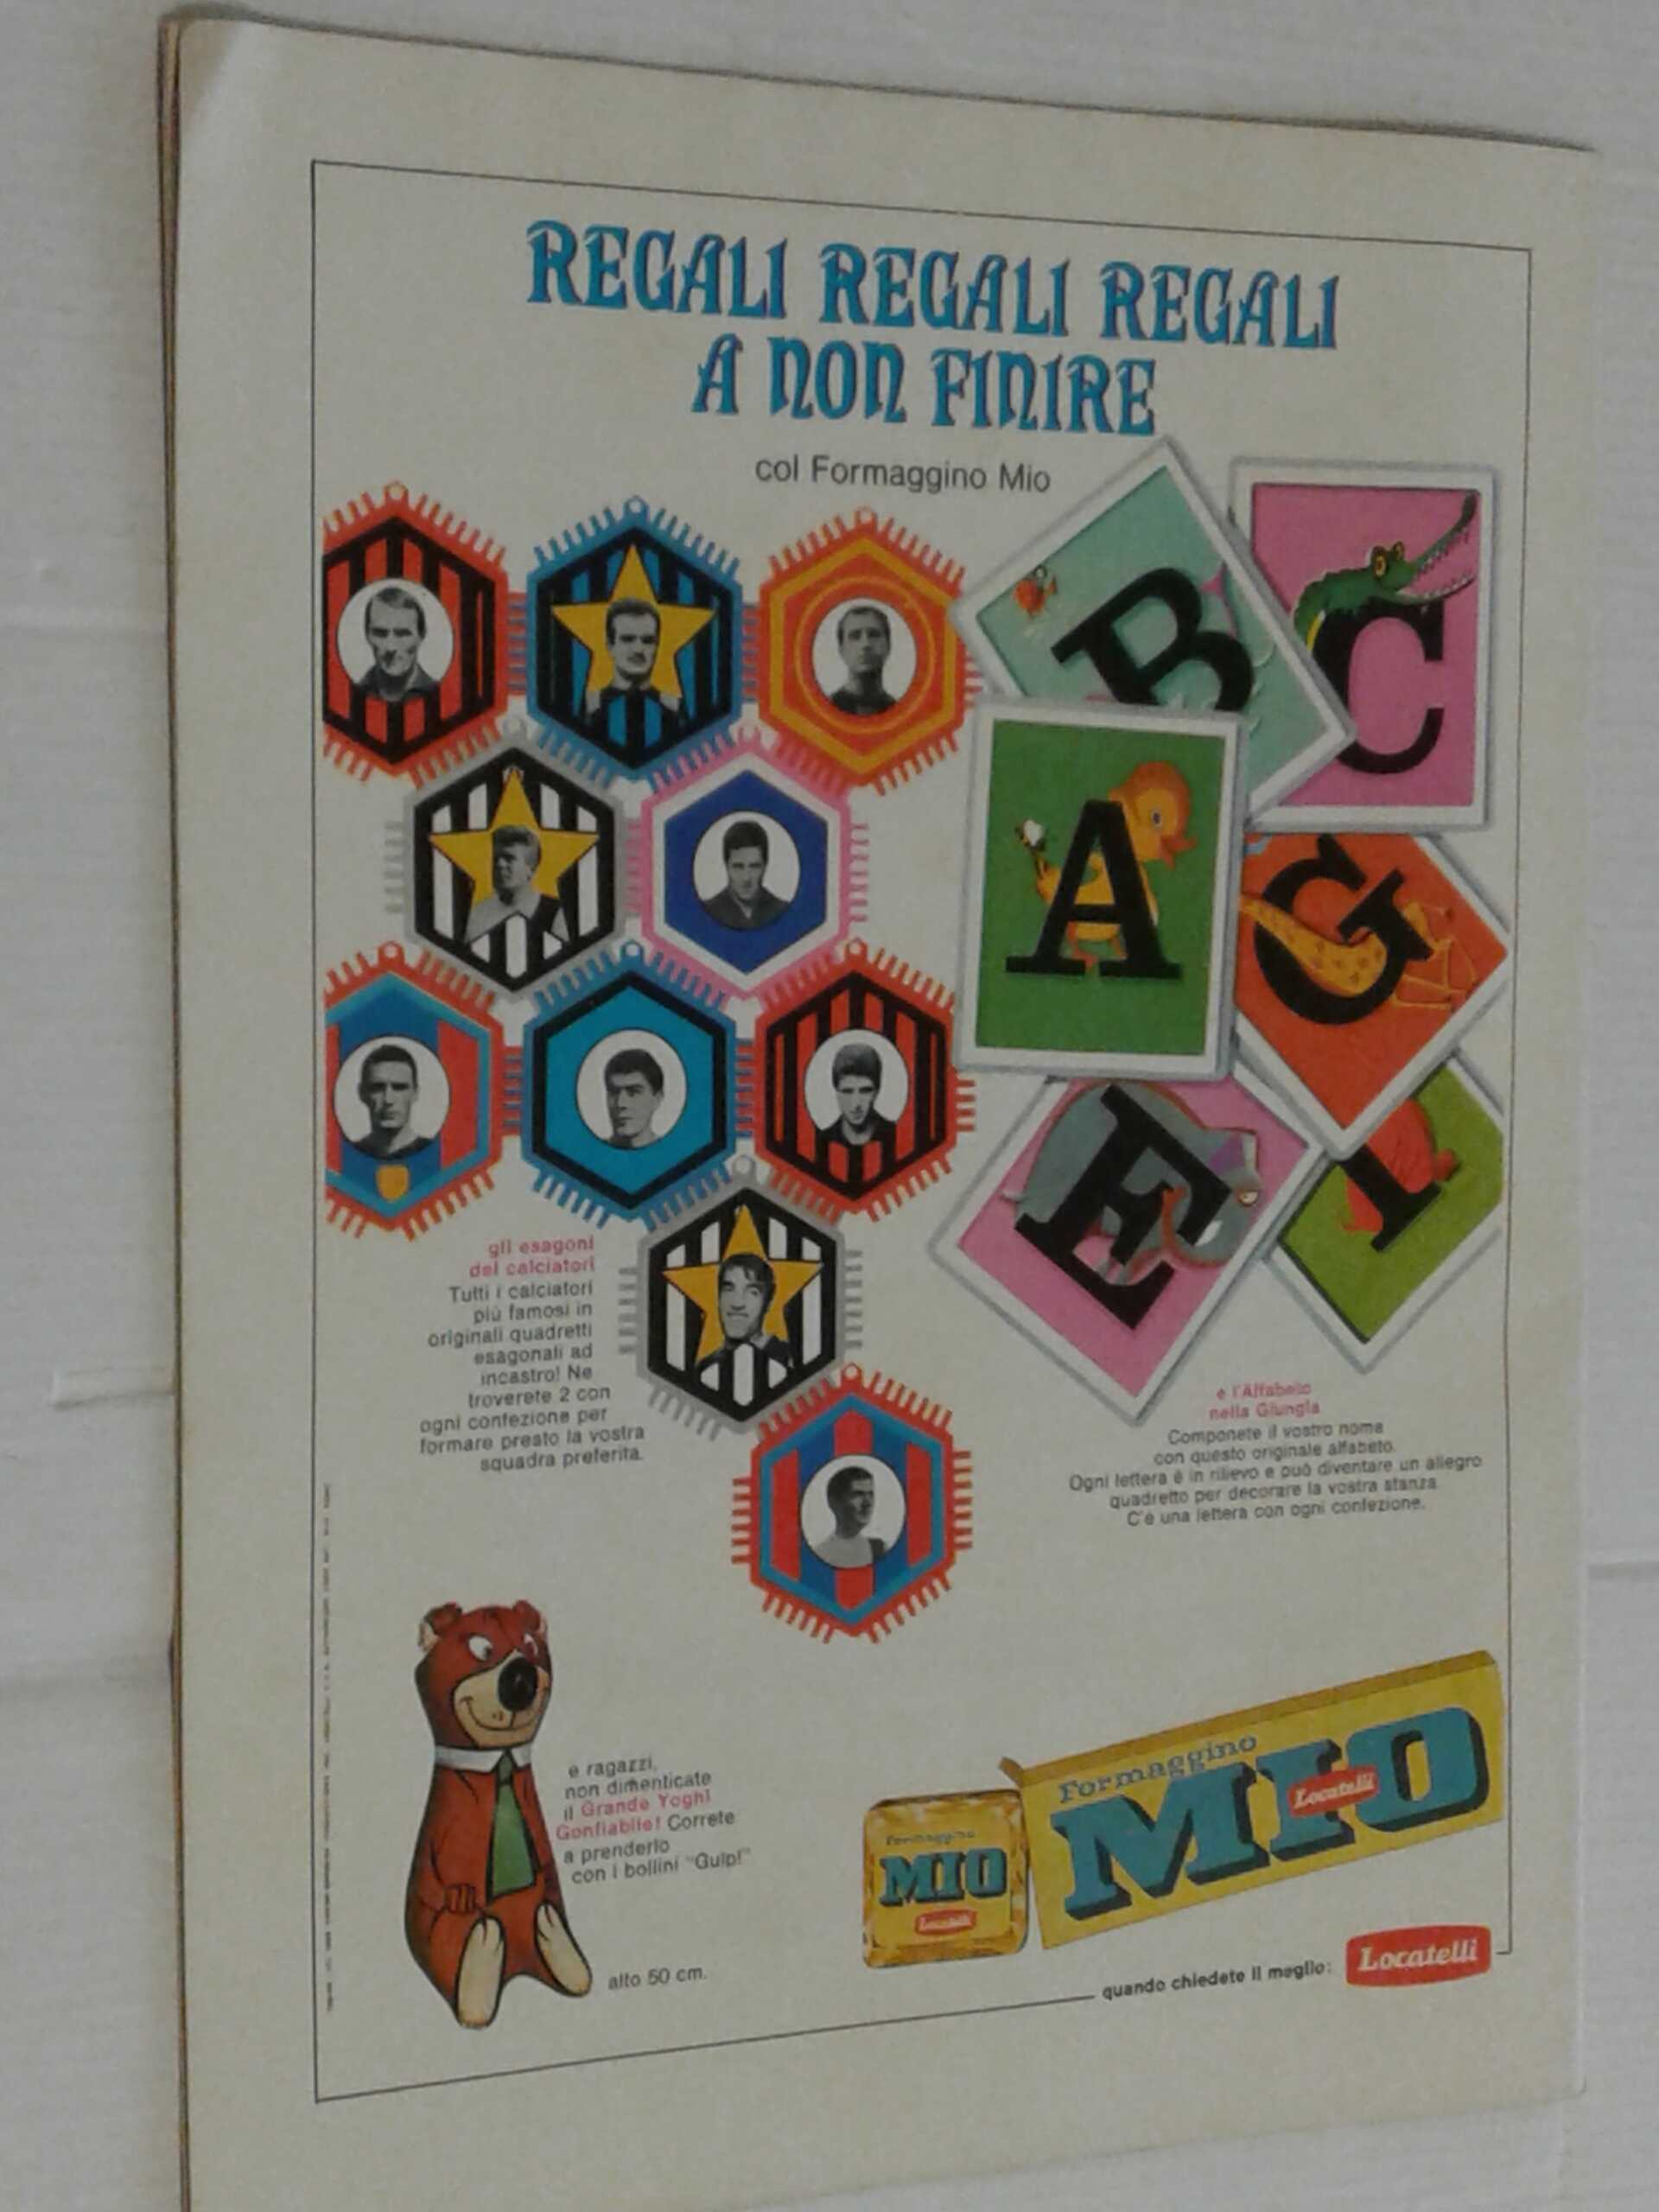 REGALI REGALI REGALI
A NON FINIRE
col Formaggino Mio
B
C
A
G
E
I
gli esagoni
dei calciatori
Tutti i calciatori
più famosi in
originali quadretti
esagonali ad
incastro! Ne
troverete 2 con
ogni confezione per
formare presto la vostra
squadra preferita.
e l'Alfabeto
nella Giungla
Componete il vostro nome
con questo originale alfabeto.
Ogni lettera è in rilievo e può diventare un allegro
quadretto per decorare la vostra stanza.
C'è una lettera con ogni confezione.
e ragazzi,
non dimenticate
il Grande Yoghi
Gonfiabile! Correte
a prenderlo
con i bollini "Gulp!"
alto 50 cm.
Formaggino
MIO
Locatelli
Formaggino
MIO
Locatelli
quando chiedete il meglio:
Locatelli